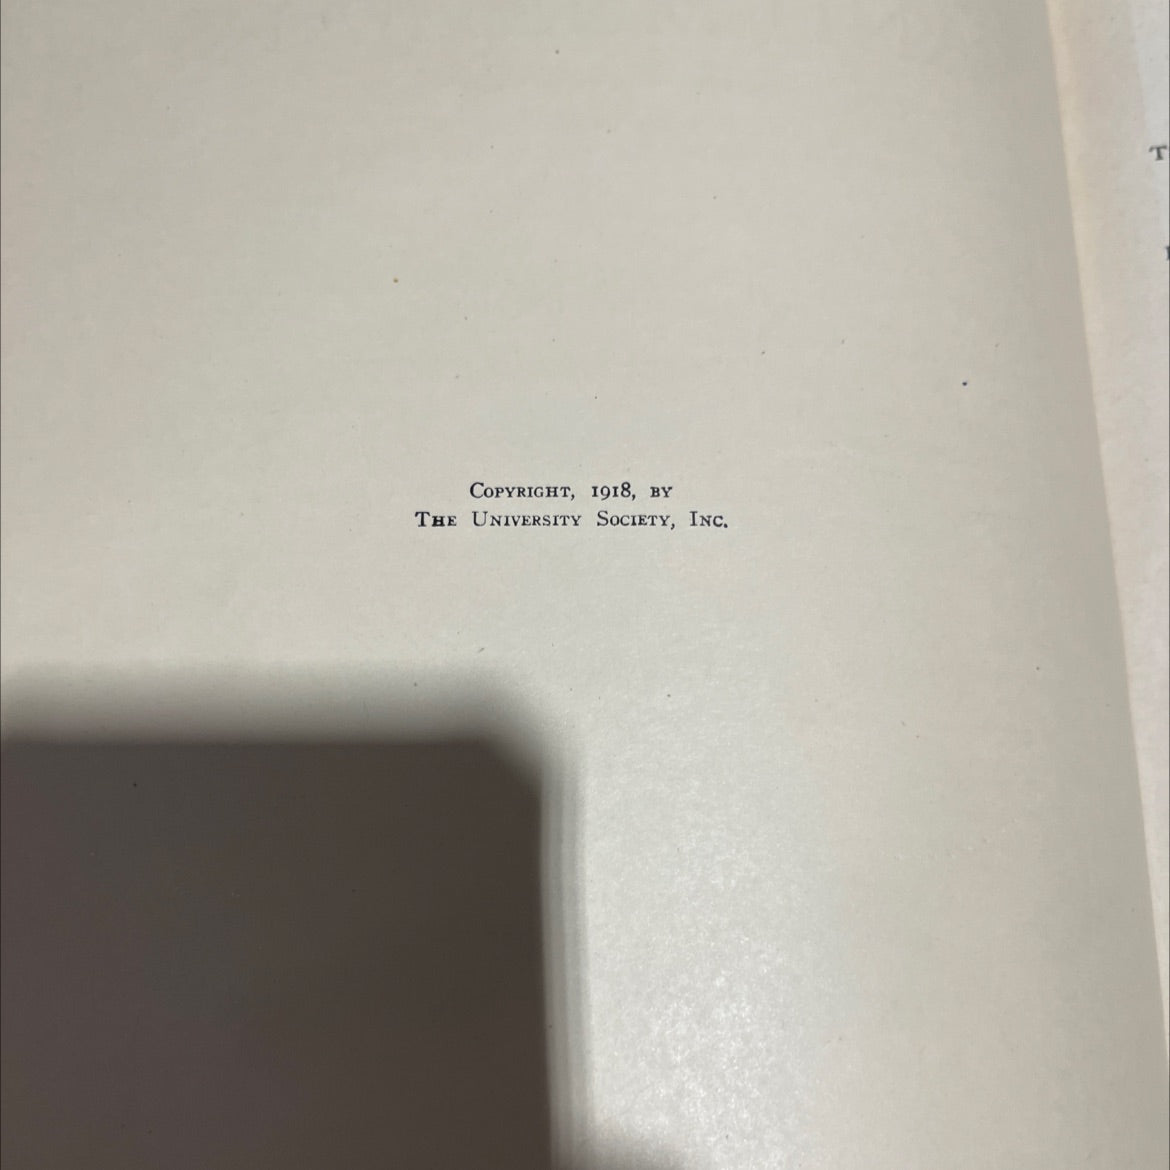 Copyright, 1918, by
The University Society, Inc.
T